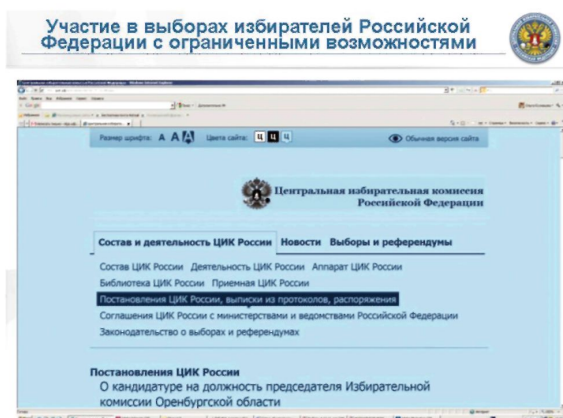 Участие в выборах избирателей Российской
Федерации с ограниченными возможностями
Размер шрифта: А А А Цвета сайта: Ц Ц Ц Обычная версия сайта
Центральная избирательная комиссия
Российской Федерации
Состав и деятельность ЦИК России Новости Выборы и референдумы
Состав ЦИК России Деятельность ЦИК России Аппарат ЦИК России
Библиотека ЦИК России Приемная ЦИК России
Постановления ЦИК России, выписки из протоколов, распоряжения
Соглашения ЦИК России с министерствами и ведомствами Российской Федерации
Законодательство о выборах и референдумах
Постановления ЦИК России
О кандидатуре на должность председателя Избирательной
комиссии Оренбургской области